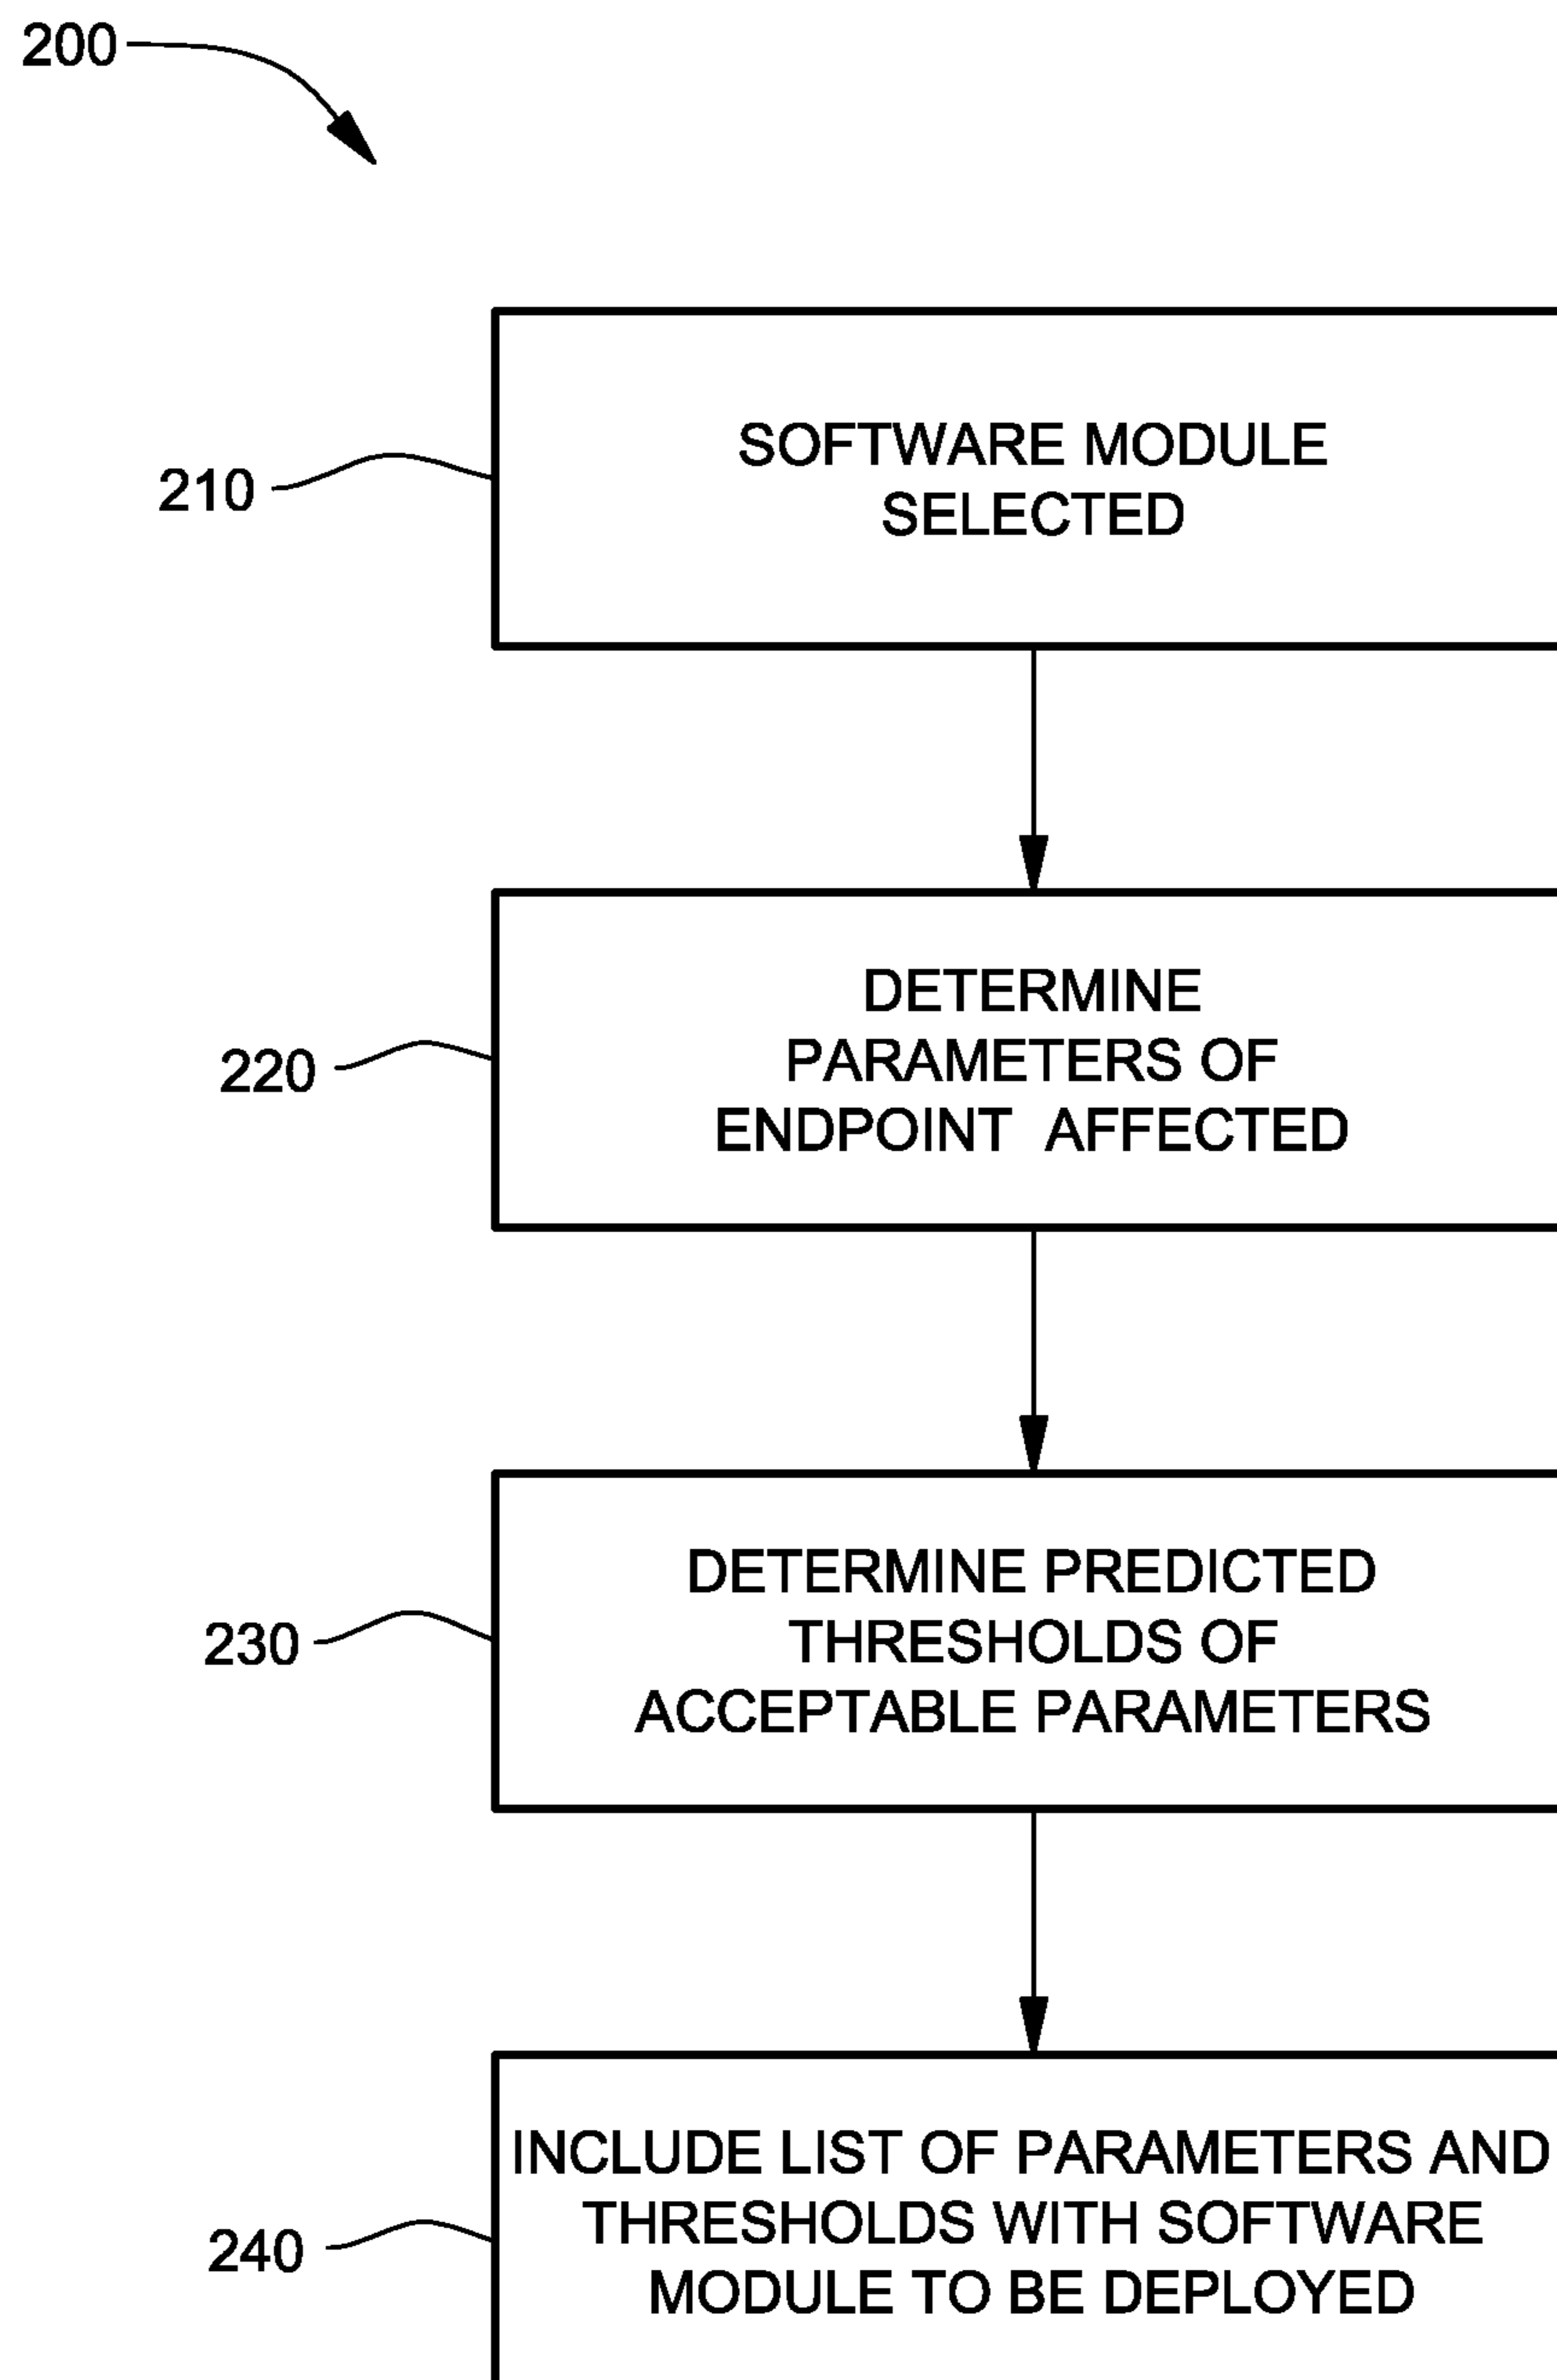 200
210
SOFTWARE MODULE
SELECTED
220
DETERMINE
PARAMETERS OF
ENDPOINT AFFECTED
230
DETERMINE PREDICTED
THRESHOLDS OF
ACCEPTABLE PARAMETERS
240
INCLUDE LIST OF PARAMETERS AND
THRESHOLDS WITH SOFTWARE
MODULE TO BE DEPLOYED